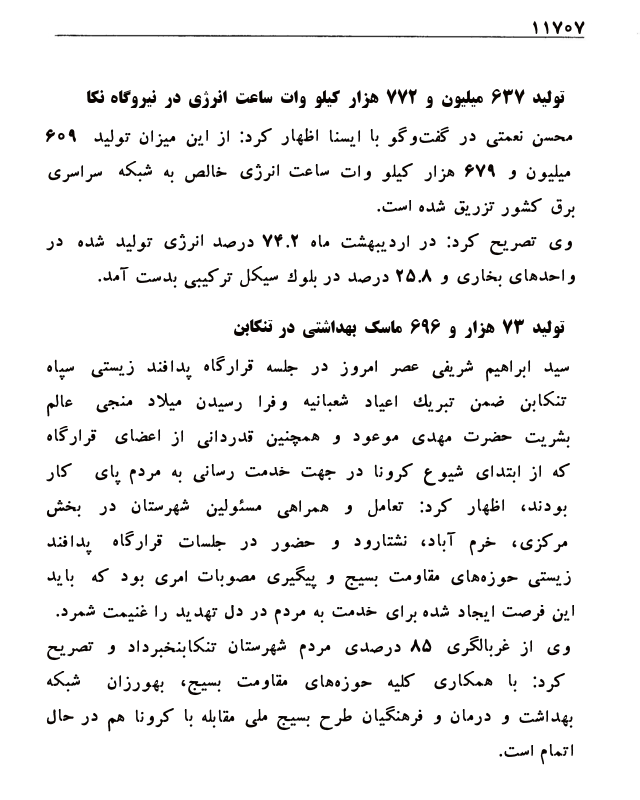 ۱۱۷۰۷
تولید ۶۳۷ میلیون و ۷۷۲ هزار کیلو وات ساعت انرژی در نیروگاه نکا
محسن نعمتی در گفت‌وگو با ایسنا اظهار کرد: از این میزان تولید ۶۰۹
میلیون و ۶۷۹ هزار کیلو وات ساعت انرژی خالص به شبکه سراسری
برق کشور تزریق شده است.
وی تصریح کرد: در اردیبهشت ماه ۷۴.۲ درصد انرژی تولید شده در
واحدهای بخاری و ۲۵.۸ درصد در بلوك سیکل ترکیبی بدست آمد.
تولید ۷۳ هزار و ۶۹۶ ماسک بهداشتی در تنکابن
سید ابراهیم شریفی عصر امروز در جلسه قرارگاه پدافند زیستی سپاه
تنکابن ضمن تبریك اعیاد شعبانیه وفرا رسیدن میلاد منجی عالم
بشریت حضرت مهدی موعود و همچنین قدردانی از اعضای قرارگاه
که از ابتدای شیوع کرونا در جهت خدمت رسانی به مردم پای کار
بودند، اظهار کرد: تعامل و همراهی مسئولین شهرستان در بخش
مرکزی، خرم آباد، نشتارود و حضور در جلسات قرارگاه پدافند
زیستی حوزه‌های مقاومت بسیج و پیگیری مصوبات امری بود که باید
این فرصت ایجاد شده برای خدمت به مردم در دل تهدید را غنیمت شمرد.
وی از غربالگری ۸۵ درصدی مردم شهرستان تنکابنخبرداد و تصریح
کرد: با همکاری کلیه حوزه‌های مقاومت بسیج، بهورزان شبکه
بهداشت و درمان و فرهنگیان طرح بسیج ملی مقابله با کرونا هم در حال
اتمام است.